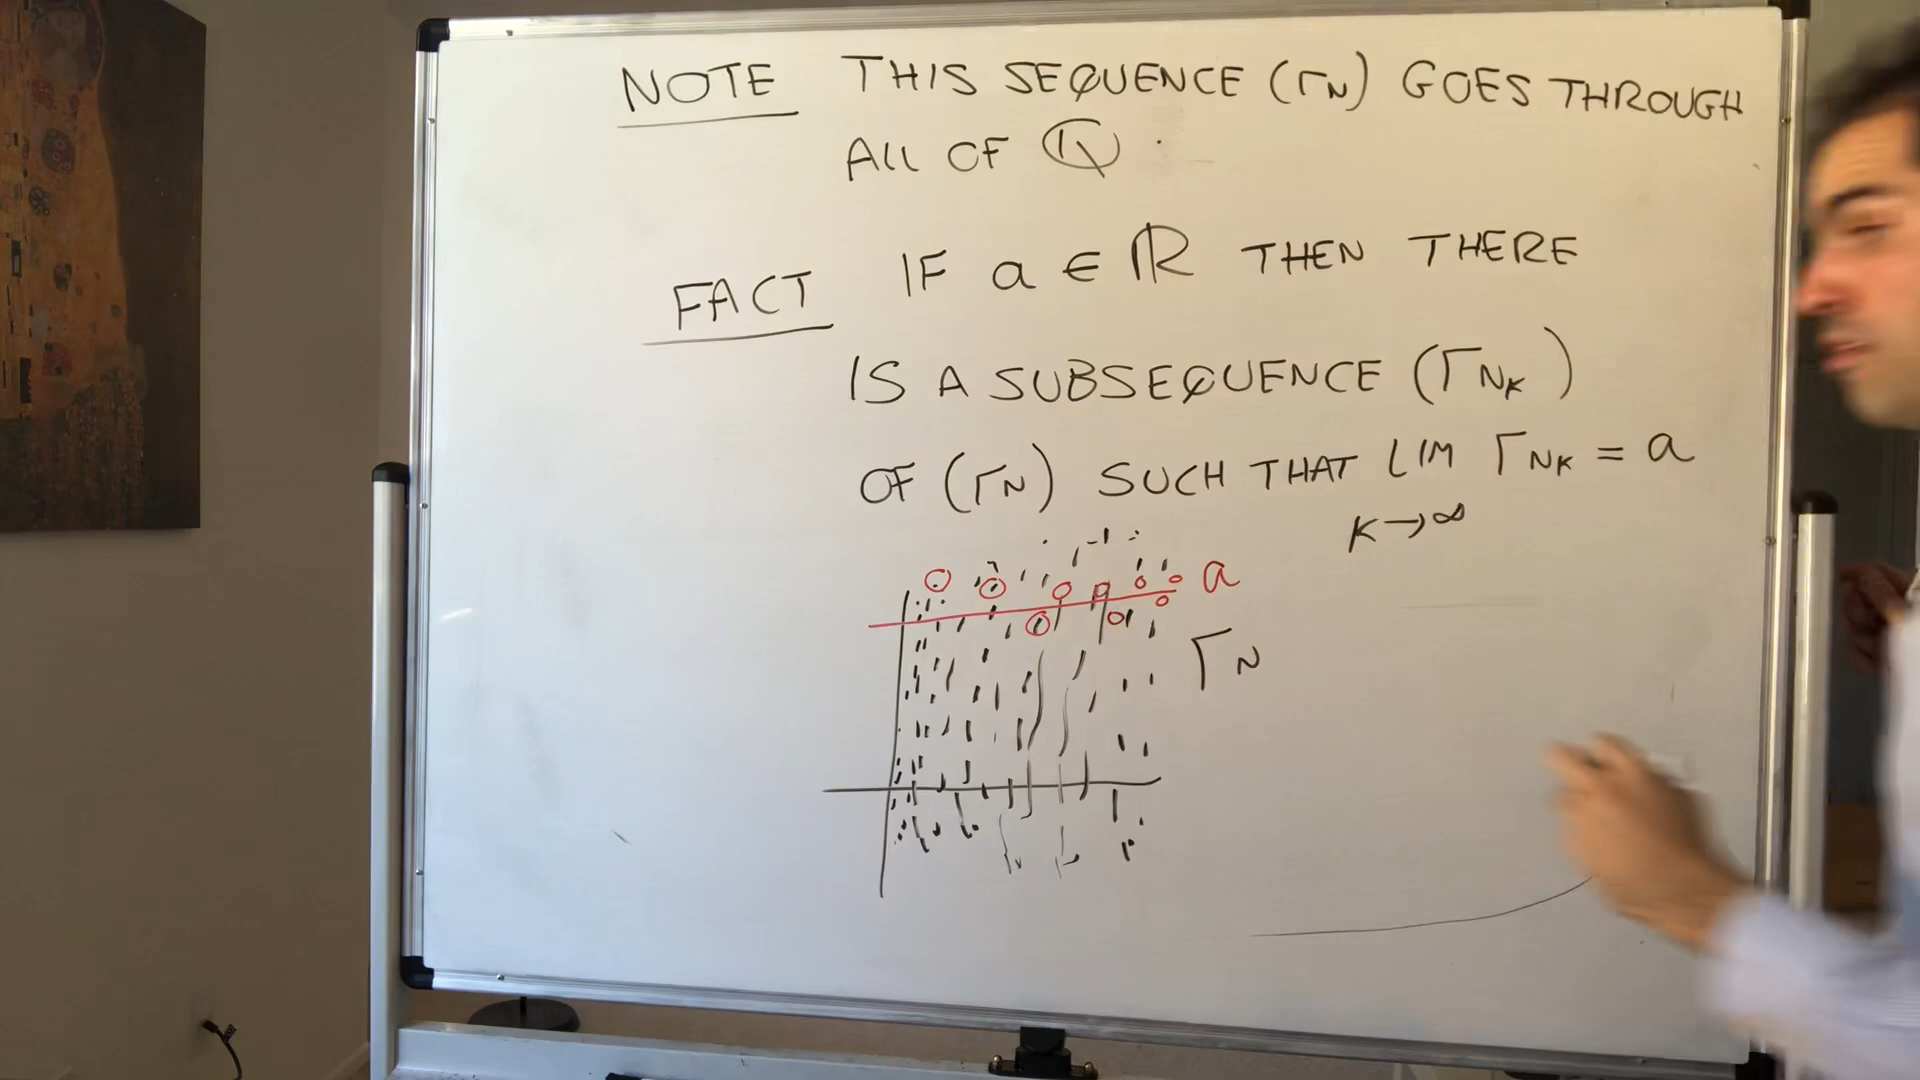 NOTE THIS SEQUENCE (rN) GOES THROUGH
ALL OF ℚ.
FACT IF a ∈ ℝ THEN THERE
IS A SUBSEQUENCE (rNK)
OF (rN) SUCH THAT LIM rNK = a
K→∞
a
rN